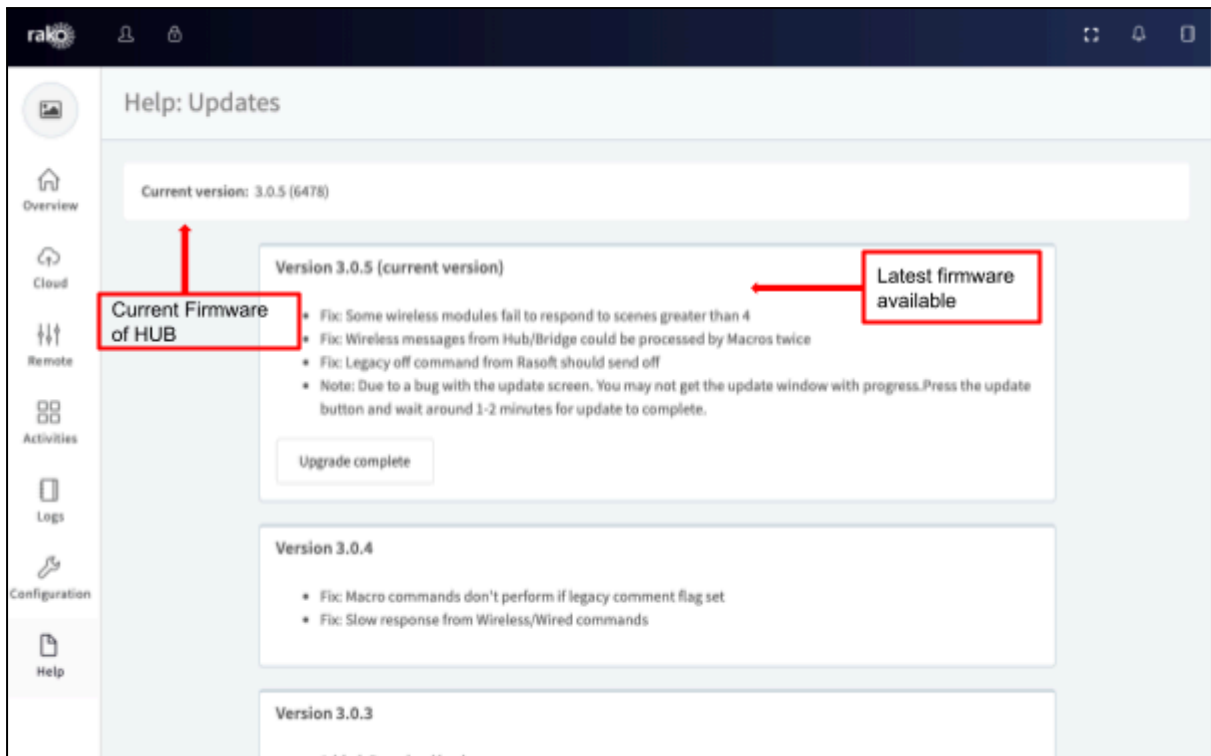 rako
Help: Updates
Overview
Cloud
Remote
Activities
Logs
Configuration
Help
Current version: 3.0.5 (6478)
Current Firmware
of HUB
Latest firmware
available
Version 3.0.5 (current version)
• Fix: Some wireless modules fail to respond to scenes greater than 4
• Fix: Wireless messages from Hub/Bridge could be processed by Macros twice
• Fix: Legacy off command from Rasoft should send off
• Note: Due to a bug with the update screen. You may not get the update window with progress.Press the update
button and wait around 1-2 minutes for update to complete.
Upgrade complete
Version 3.0.4
• Fix: Macro commands don't perform if legacy comment flag set
• Fix: Slow response from Wireless/Wired commands
Version 3.0.3